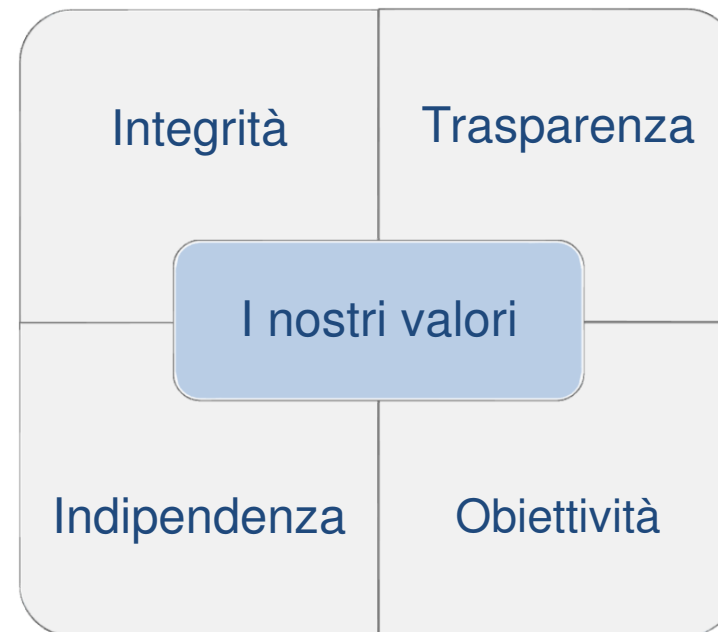 Integrità
Trasparenza
I nostri valori
Indipendenza
Obiettività